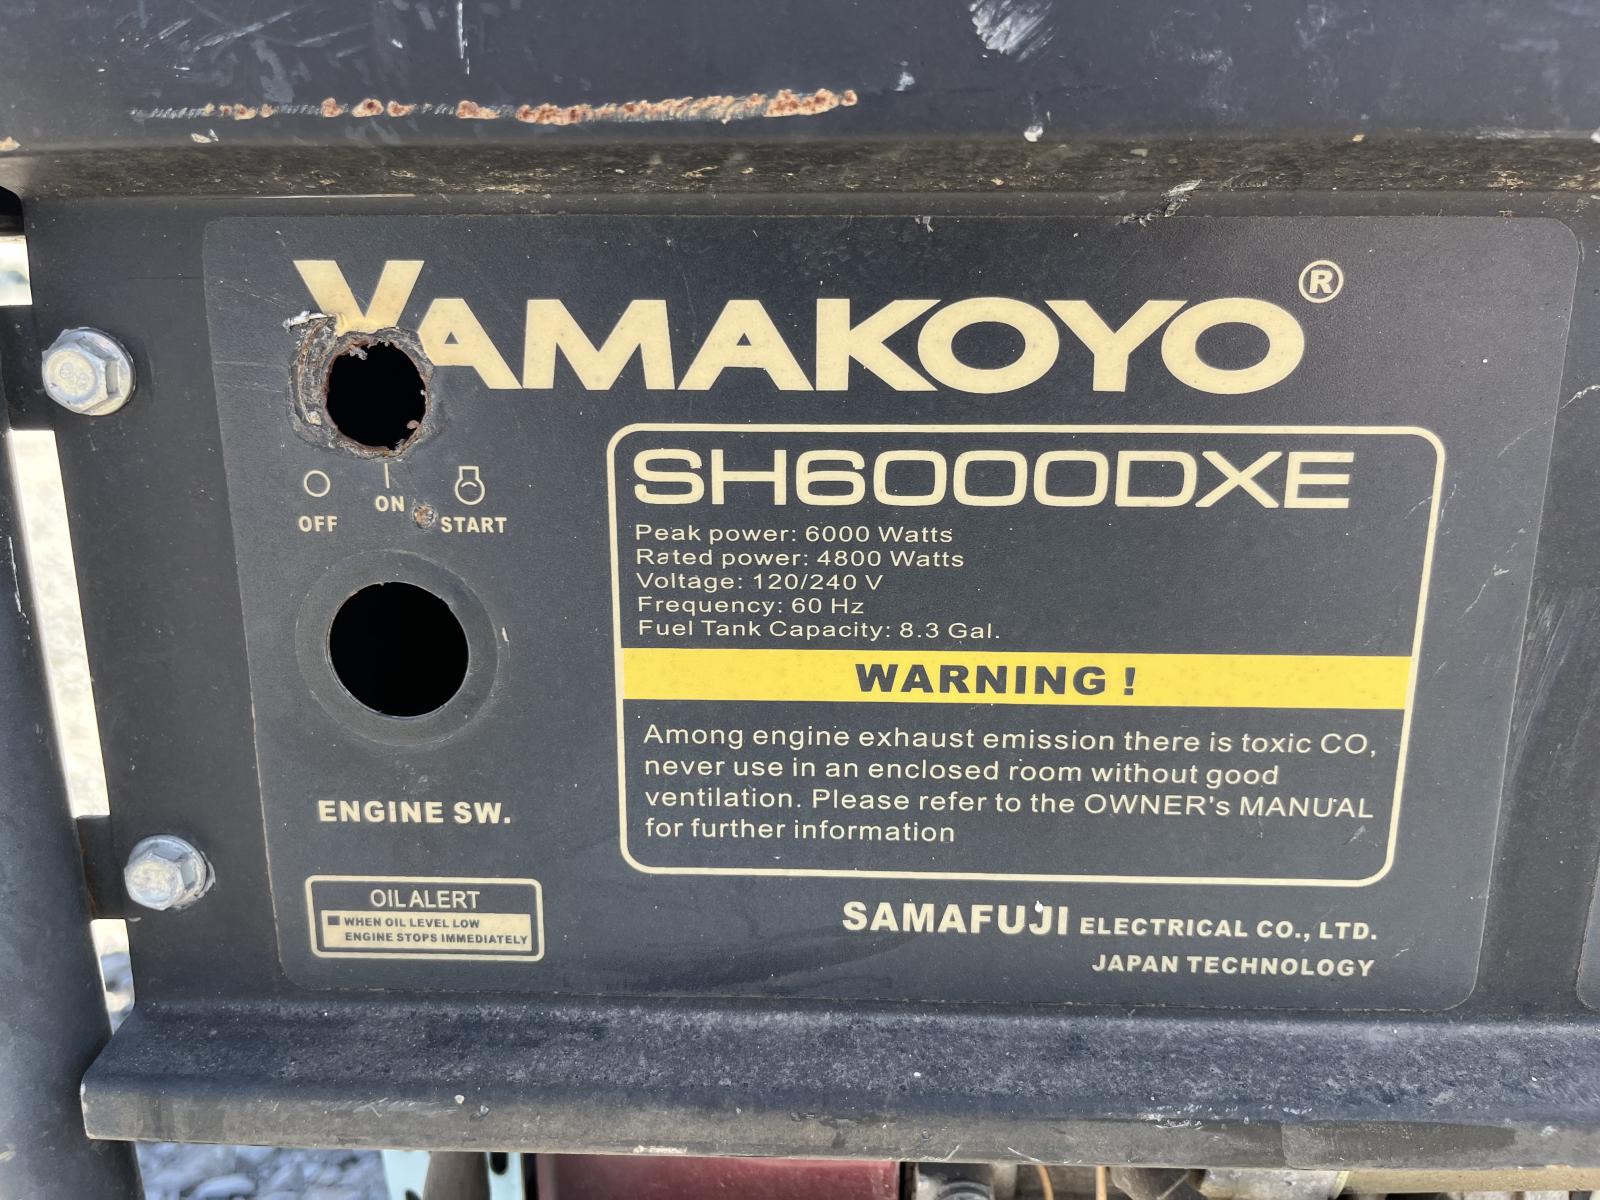 YAMAKOYO®
SH6000DXE
Peak power: 6000 Watts
Rated power: 4800 Watts
Voltage: 120/240 V
Frequency: 60 Hz
Fuel Tank Capacity: 8.3 Gal.
WARNING !
Among engine exhaust emission there is toxic CO,
never use in an enclosed room without good
ventilation. Please refer to the OWNER's MANUAL
for further information
OFF
ON
START
ENGINE SW.
OIL ALERT
WHEN OIL LEVEL LOW
ENGINE STOPS IMMEDIATELY
SAMAFUJI ELECTRICAL CO., LTD.
JAPAN TECHNOLOGY